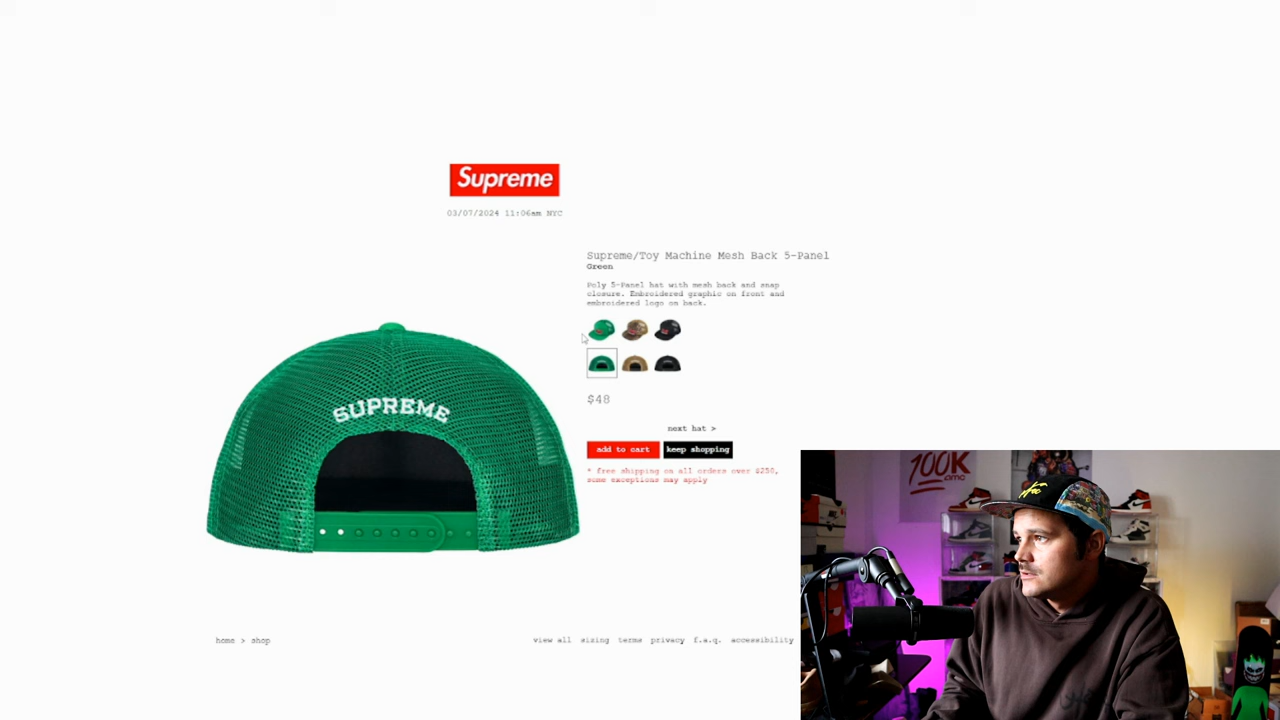 Supreme
03/07/2024 11:06am NYC
Supreme/Toy Machine Mesh Back 5-Panel
Green
Poly 5-Panel hat with mesh back and snap
closure. Embroidered graphic on front and
embroidered logo on back.
$48
next hat >
add to cart keep shopping
* free shipping on all orders over $250,
some exceptions may apply
SUPREME
home > shop
view all sizing terms privacy f.a.q. accessibility
100K